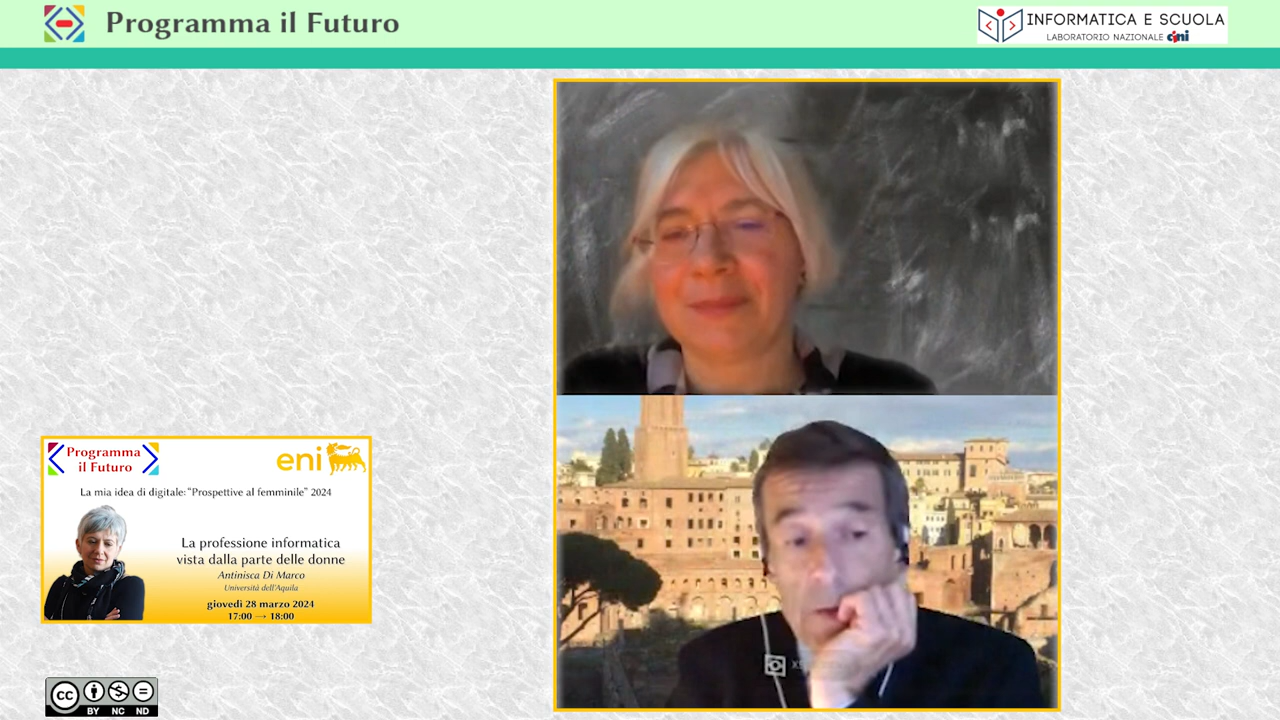 Programma il Futuro
INFORMATICA E SCUOLA
LABORATORIO NAZIONALE cini
Programma
il Futuro
eni
La mia idea di digitale: "Prospettive al femminile" 2024
La professione informatica
vista dalla parte delle donne
Antinisca Di Marco
Università dell'Aquila
giovedì 28 marzo 2024
17:00 → 18:00
cc
BY NC ND